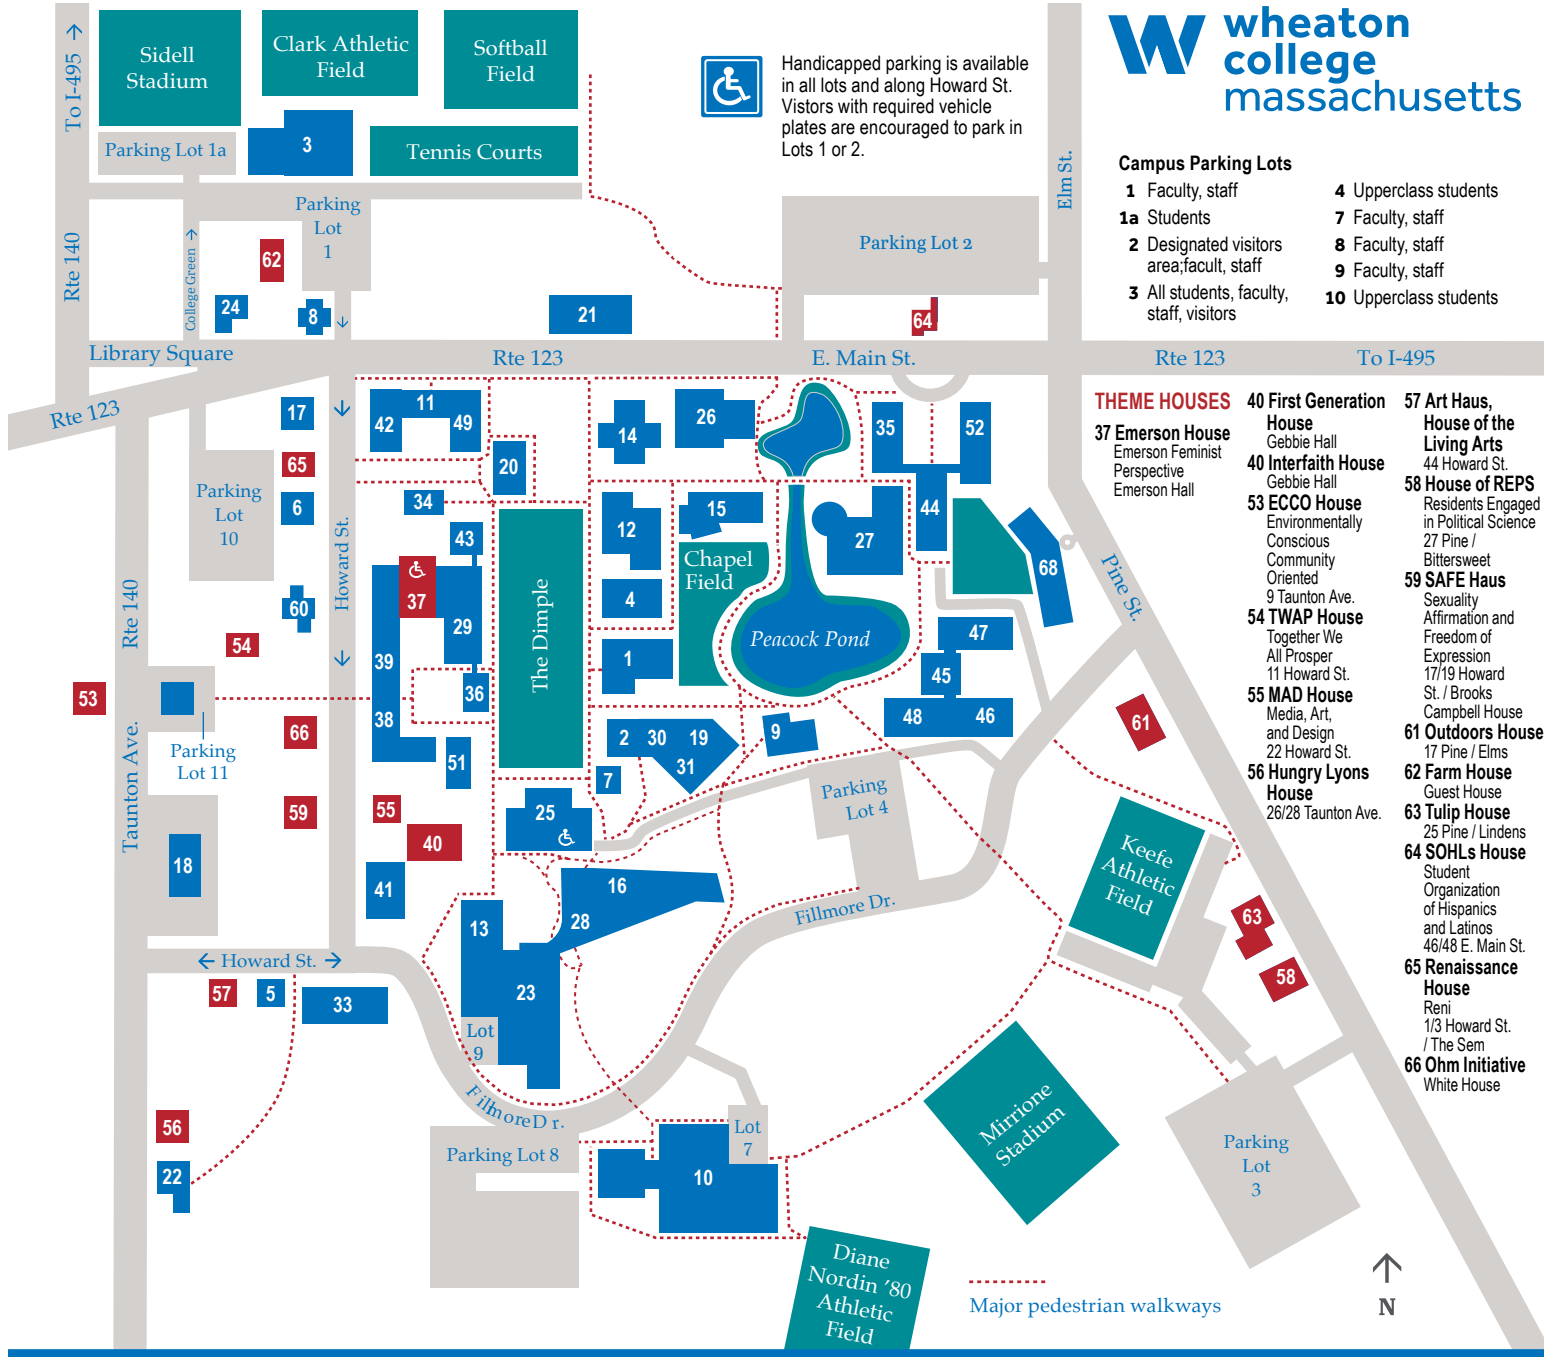 wheaton
college
massachusetts
Handicapped parking is available
in all lots and along Howard St.
Vistors with required vehicle
plates are encouraged to park in
Lots 1 or 2.
Campus Parking Lots
1 Faculty, staff
1a Students
2 Designated visitors
area;facult, staff
3 All students, faculty,
staff, visitors
4 Upperclass students
7 Faculty, staff
8 Faculty, staff
9 Faculty, staff
10 Upperclass students
THEME HOUSES
37 Emerson House
Emerson Feminist
Perspective
Emerson Hall
40 First Generation
House
Gebbie Hall
40 Interfaith House
Gebbie Hall
53 ECCO House
Environmentally
Conscious
Community
Oriented
9 Taunton Ave.
54 TWAP House
Together We
All Prosper
11 Howard St.
55 MAD House
Media, Art,
and Design
22 Howard St.
56 Hungry Lyons
House
26/28 Taunton Ave.
57 Art Haus,
House of the
Living Arts
44 Howard St.
58 House of REPS
Residents Engaged
in Political Science
27 Pine /
Bittersweet
59 SAFE Haus
Sexuality
Affirmation and
Freedom of
Expression
17/19 Howard
St. / Brooks
Campbell House
61 Outdoors House
17 Pine / Elms
62 Farm House
Guest House
63 Tulip House
25 Pine / Lindens
64 SOHLs House
Student
Organization
of Hispanics
and Latinos
46/48 E. Main St.
65 Renaissance
House
Reni
1/3 Howard St.
/ The Sem
66 Ohm Initiative
White House
To I-495
Sidell
Stadium
Clark Athletic
Field
Softball
Field
Parking Lot 1a
3
Tennis Courts
Elm St.
Rte 140
College Green
Parking
Lot
1
62
24
8
21
Parking Lot 2
64
Library Square
Rte 123
E. Main St.
Rte 123
To I-495
Rte 123
17
42
11
49
14
26
35
52
65
20
Parking
Lot
10
6
34
12
15
44
43
27
Howard St.
Chapel
Field
68
37
60
4
29
The Dimple
Rte 140
Pine St.
54
39
1
Peacock Pond
47
45
53
36
38
48
46
66
2
30
19
31
9
61
Parking
Lot 11
51
7
Taunton Ave.
Parking
Lot 4
59
55
25
40
Keefe
Athletic
Field
18
41
16
28
13
Fillmore Dr.
63
Howard St.
58
57
5
33
23
Lot
9
Fillmore Dr.
Mirrione
Stadium
56
22
Parking Lot 8
Lot
7
10
Parking
Lot
3
Diane
Nordin '80
Athletic
Field
Major pedestrian walkways
N